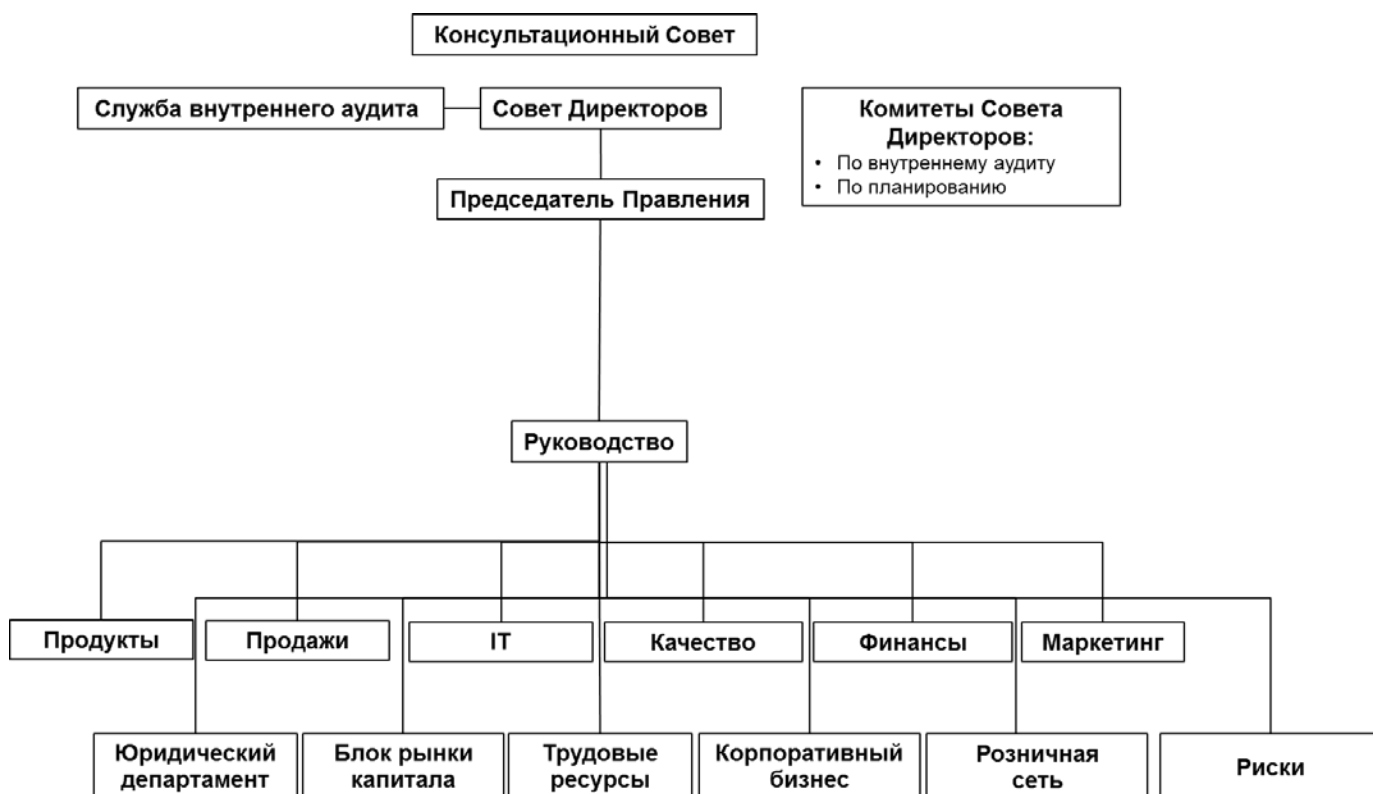 Консультационный Совет
Служба внутреннего аудита
Совет Директоров
Комитеты Совета
Директоров:
• По внутреннему аудиту
• По планированию
Председатель Правления
Руководство
Продукты
Продажи
IT
Качество
Финансы
Маркетинг
Юридический
департамент
Блок рынки
капитала
Трудовые
ресурсы
Корпоративный
бизнес
Розничная
сеть
Риски